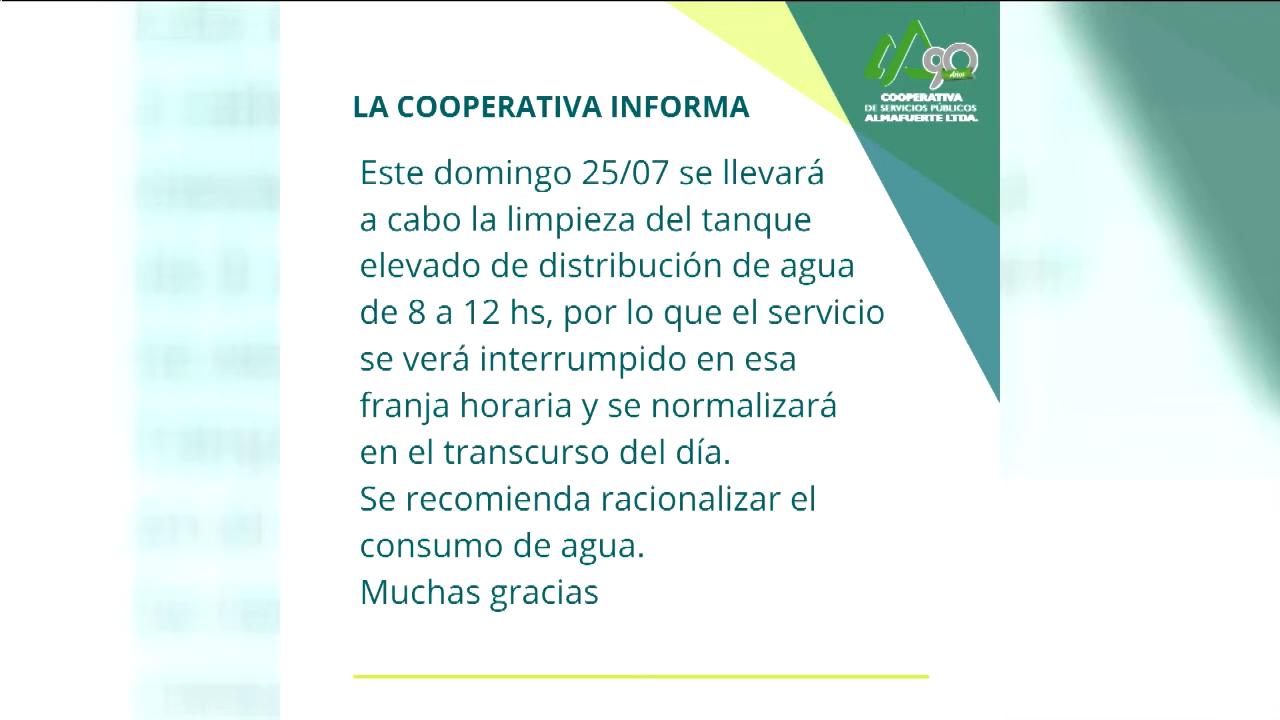 90
Años
COOPERATIVA
DE SERVICIOS PÚBLICOS
ALMAFUERTE LTDA.
LA COOPERATIVA INFORMA
Este domingo 25/07 se llevará
a cabo la limpieza del tanque
elevado de distribución de agua
de 8 a 12 hs, por lo que el servicio
se verá interrumpido en esa
franja horaria y se normalizará
en el transcurso del día.
Se recomienda racionalizar el
consumo de agua.
Muchas gracias